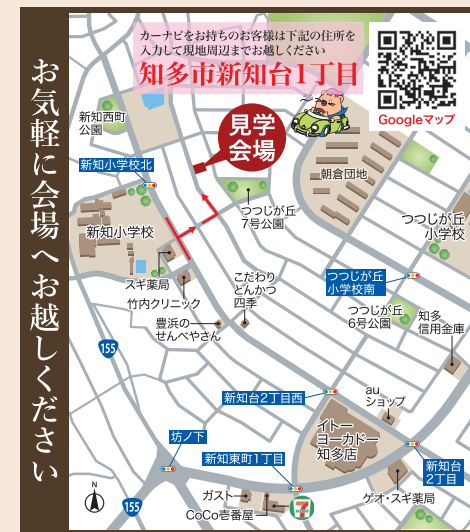 お気軽に会場へお越しください
カーナビをお持ちのお客様は下記の住所を
入力して現地周辺までお越しください
知多市新知台1丁目
Googleマップ
見学
会場
新知西町
公園
新知小学校北
朝倉団地
つつじが丘
7号公園
つつじが丘
小学校
新知小学校
スギ薬局
竹内クリニック
こだわり
とんかつ
四季
つつじが丘
小学校南
豊浜の
せんべやさん
つつじが丘
6号公園
知多
信用金庫
155
新知台2丁目西
au
ショップ
イトー
ヨーカドー
知多店
坊ノ下
新知東町1丁目
新知台
2丁目
ガスト
ゲオ・スギ薬局
CoCo壱番屋
7
N
155